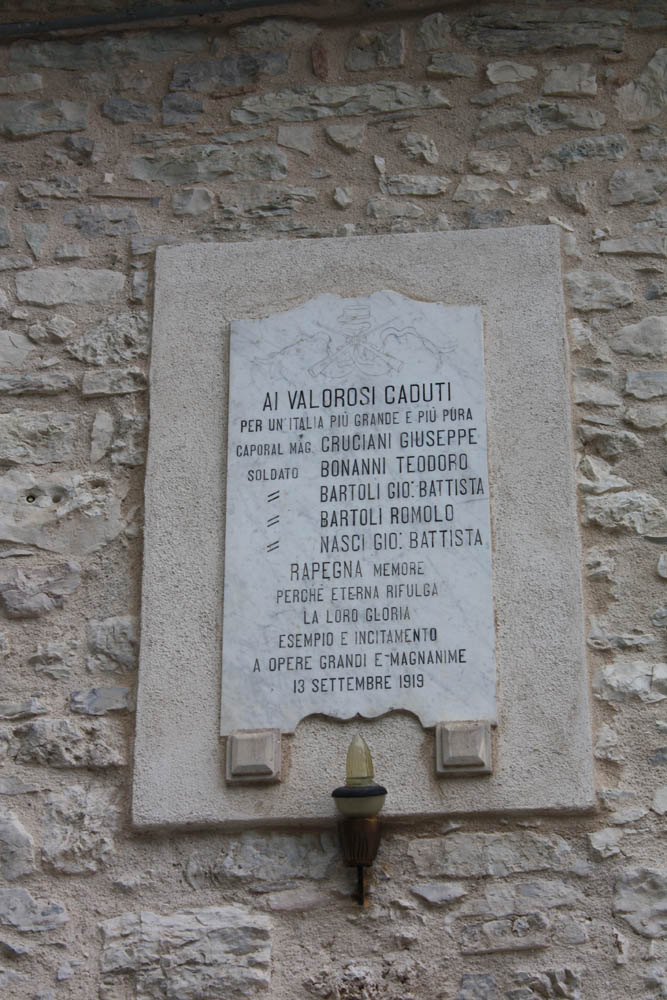 AI VALOROSI CADUTI
PER UN'ITALIA PIÙ GRANDE E PIÙ PURA
CAPORAL MAG. CRUCIANI GIUSEPPE
SOLDATO BONANNI TEODORO
〃 BARTOLI GIO: BATTISTA
〃 BARTOLI ROMOLO
〃 NASCI GIO: BATTISTA
RAPEGNA MEMORE
PERCHÈ ETERNA RIFULGA
LA LORO GLORIA
ESEMPIO E INCITAMENTO
A OPERE GRANDI E MAGNANIME
13 SETTEMBRE 1919